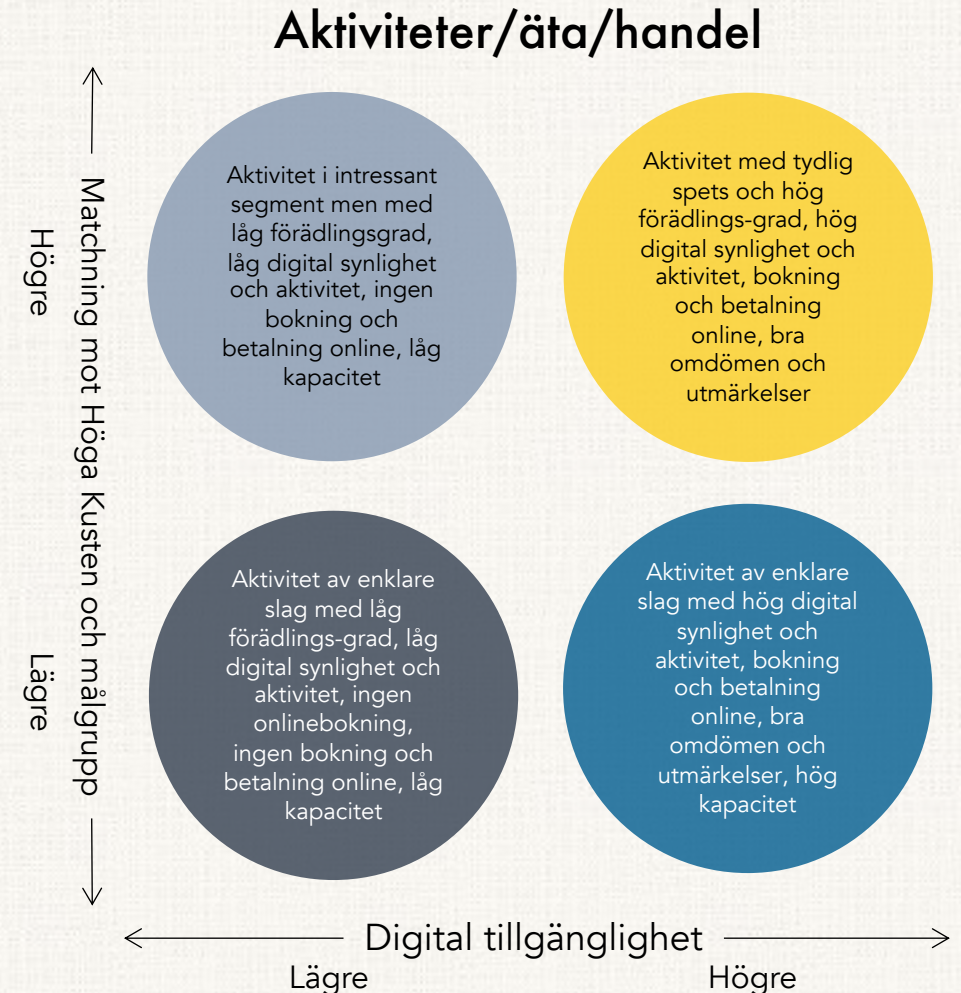 Aktiviteter/äta/handel
Matchning mot Höga Kusten och målgrupp
Högre
Lägre
Aktivitet i intressant
segment men med
låg förädlingsgrad,
låg digital synlighet
och aktivitet, ingen
bokning och
betalning online, låg
kapacitet
Aktivitet med tydlig
spets och hög
förädlings-grad, hög
digital synlighet och
aktivitet, bokning
och betalning
online, bra
omdömen och
utmärkelser
Aktivitet av enklare
slag med låg
förädlings-grad, låg
digital synlighet och
aktivitet, ingen
onlinebokning,
ingen bokning och
betalning online, låg
kapacitet
Aktivitet av enklare
slag med hög digital
synlighet och
aktivitet, bokning
och betalning
online, bra
omdömen och
utmärkelser, hög
kapacitet
Digital tillgänglighet
Lägre
Högre